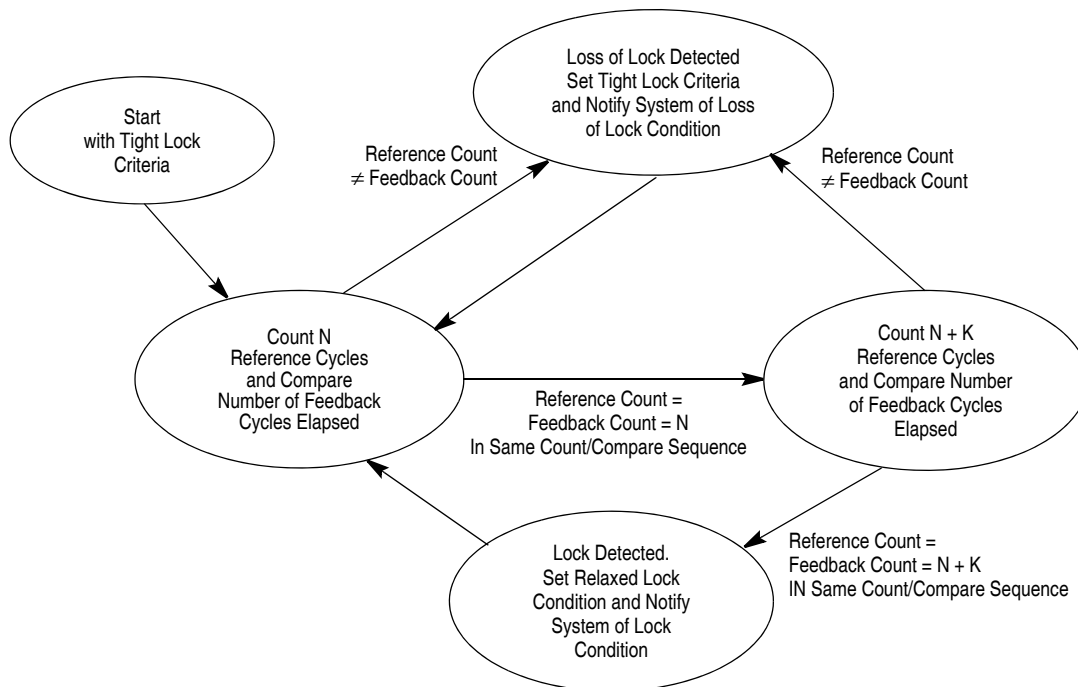 Loss of Lock Detected
Set Tight Lock Criteria
and Notify System of Loss
of Lock Condition
Start
with Tight Lock
Criteria
Reference Count
≠ Feedback Count
Reference Count
≠ Feedback Count
Count N
Reference Cycles
and Compare
Number of Feedback
Cycles Elapsed
Count N + K
Reference Cycles
and Compare Number
of Feedback Cycles
Elapsed
Reference Count =
Feedback Count = N
In Same Count/Compare Sequence
Lock Detected.
Set Relaxed Lock
Condition and Notify
System of Lock
Condition
Reference Count =
Feedback Count = N + K
IN Same Count/Compare Sequence